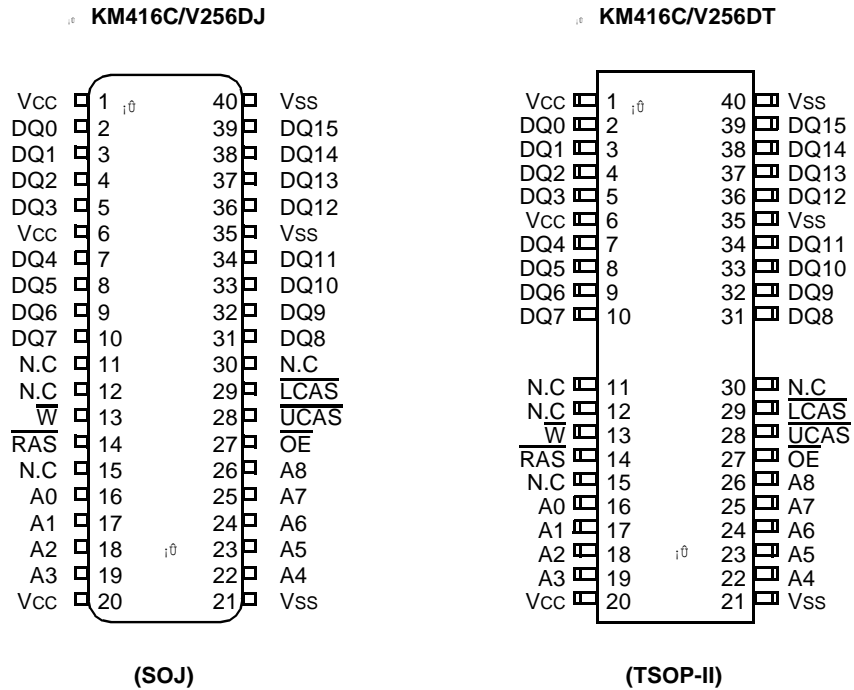 KM416C/V256DJ
VCC 1 40 VSS
DQ0 2 39 DQ15
DQ1 3 38 DQ14
DQ2 4 37 DQ13
DQ3 5 36 DQ12
VCC 6 35 VSS
DQ4 7 34 DQ11
DQ5 8 33 DQ10
DQ6 9 32 DQ9
DQ7 10 31 DQ8
N.C 11 30 N.C
N.C 12 29 LCAS
W 13 28 UCAS
RAS 14 27 OE
N.C 15 26 A8
A0 16 25 A7
A1 17 24 A6
A2 18 23 A5
A3 19 22 A4
VCC 20 21 VSS
(SOJ)
KM416C/V256DT
VCC 1 40 VSS
DQ0 2 39 DQ15
DQ1 3 38 DQ14
DQ2 4 37 DQ13
DQ3 5 36 DQ12
VCC 6 35 VSS
DQ4 7 34 DQ11
DQ5 8 33 DQ10
DQ6 9 32 DQ9
DQ7 10 31 DQ8
N.C 11 30 N.C
N.C 12 29 LCAS
W 13 28 UCAS
RAS 14 27 OE
N.C 15 26 A8
A0 16 25 A7
A1 17 24 A6
A2 18 23 A5
A3 19 22 A4
VCC 20 21 VSS
(TSOP-II)